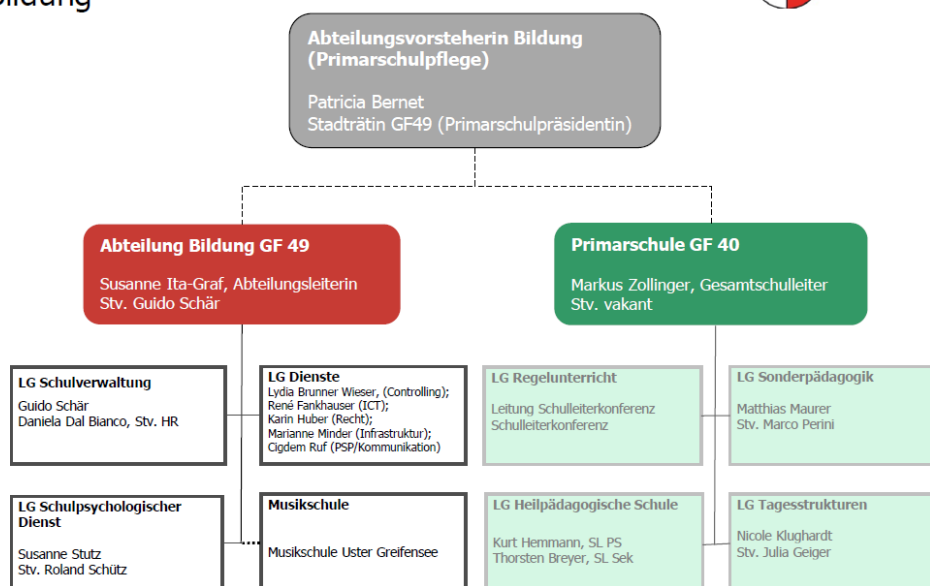 Bildung
Abteilungsvorsteherin Bildung
(Primarschulpflege)
Patricia Bernet
Stadträtin GF49 (Primarschulpräsidentin)
Abteilung Bildung GF 49
Susanne Ita-Graf, Abteilungsleiterin
Stv. Guido Schär
Primarschule GF 40
Markus Zollinger, Gesamtschulleiter
Stv. vakant
LG Schulverwaltung
Guido Schär
Daniela Dal Bianco, Stv. HR
LG Dienste
Lydia Brunner Wieser, (Controlling);
René Fankhauser (ICT);
Karin Huber (Recht);
Marianne Minder (Infrastruktur);
Cigdem Ruf (PSP/Kommunikation)
LG Regelunterricht
Leitung Schulleiterkonferenz
Schulleiterkonferenz
LG Sonderpädagogik
Matthias Maurer
Stv. Marco Perini
LG Schulpsychologischer
Dienst
Susanne Stutz
Stv. Roland Schütz
Musikschule
Musikschule Uster Greifensee
LG Heilpädagogische Schule
Kurt Hemmann, SL PS
Thorsten Breyer, SL Sek
LG Tagesstrukturen
Nicole Klughardt
Stv. Julia Geiger